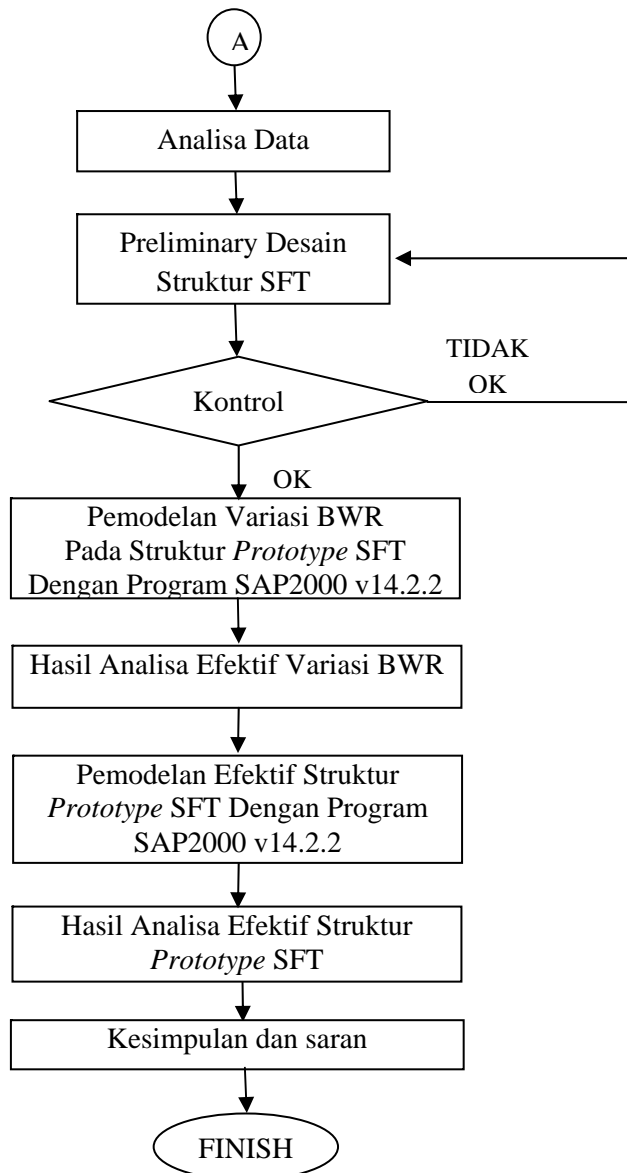 A
Analisa Data
Preliminary Desain
Struktur SFT
TIDAK
OK
Kontrol
OK
Pemodelan Variasi BWR
Pada Struktur Prototype SFT
Dengan Program SAP2000 v14.2.2
Hasil Analisa Efektif Variasi BWR
Pemodelan Efektif Struktur
Prototype SFT Dengan Program
SAP2000 v14.2.2
Hasil Analisa Efektif Struktur
Prototype SFT
Kesimpulan dan saran
FINISH